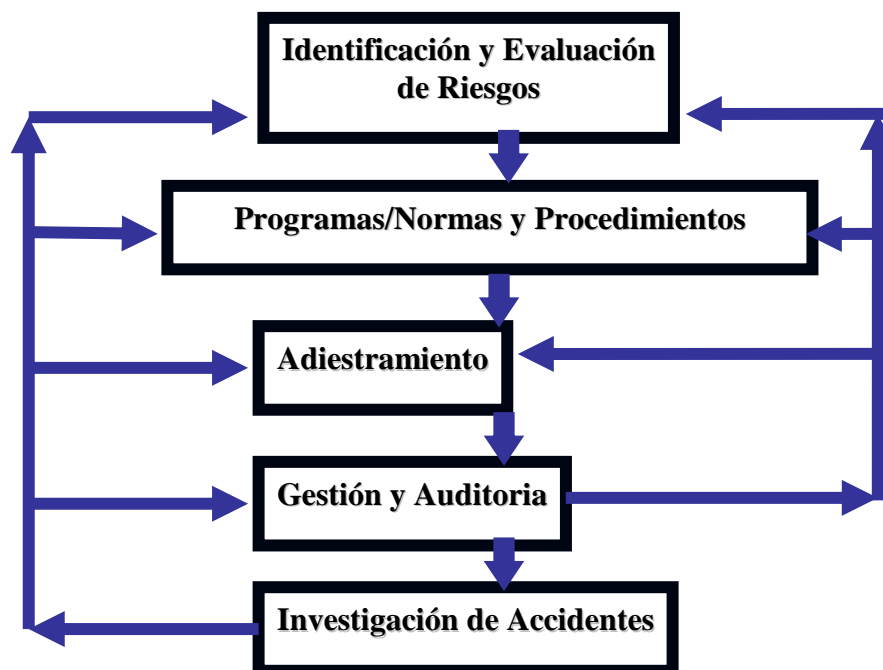 Identificación y Evaluación
de Riesgos
Programas/Normas y Procedimientos
Adiestramiento
Gestión y Auditoria
Investigación de Accidentes